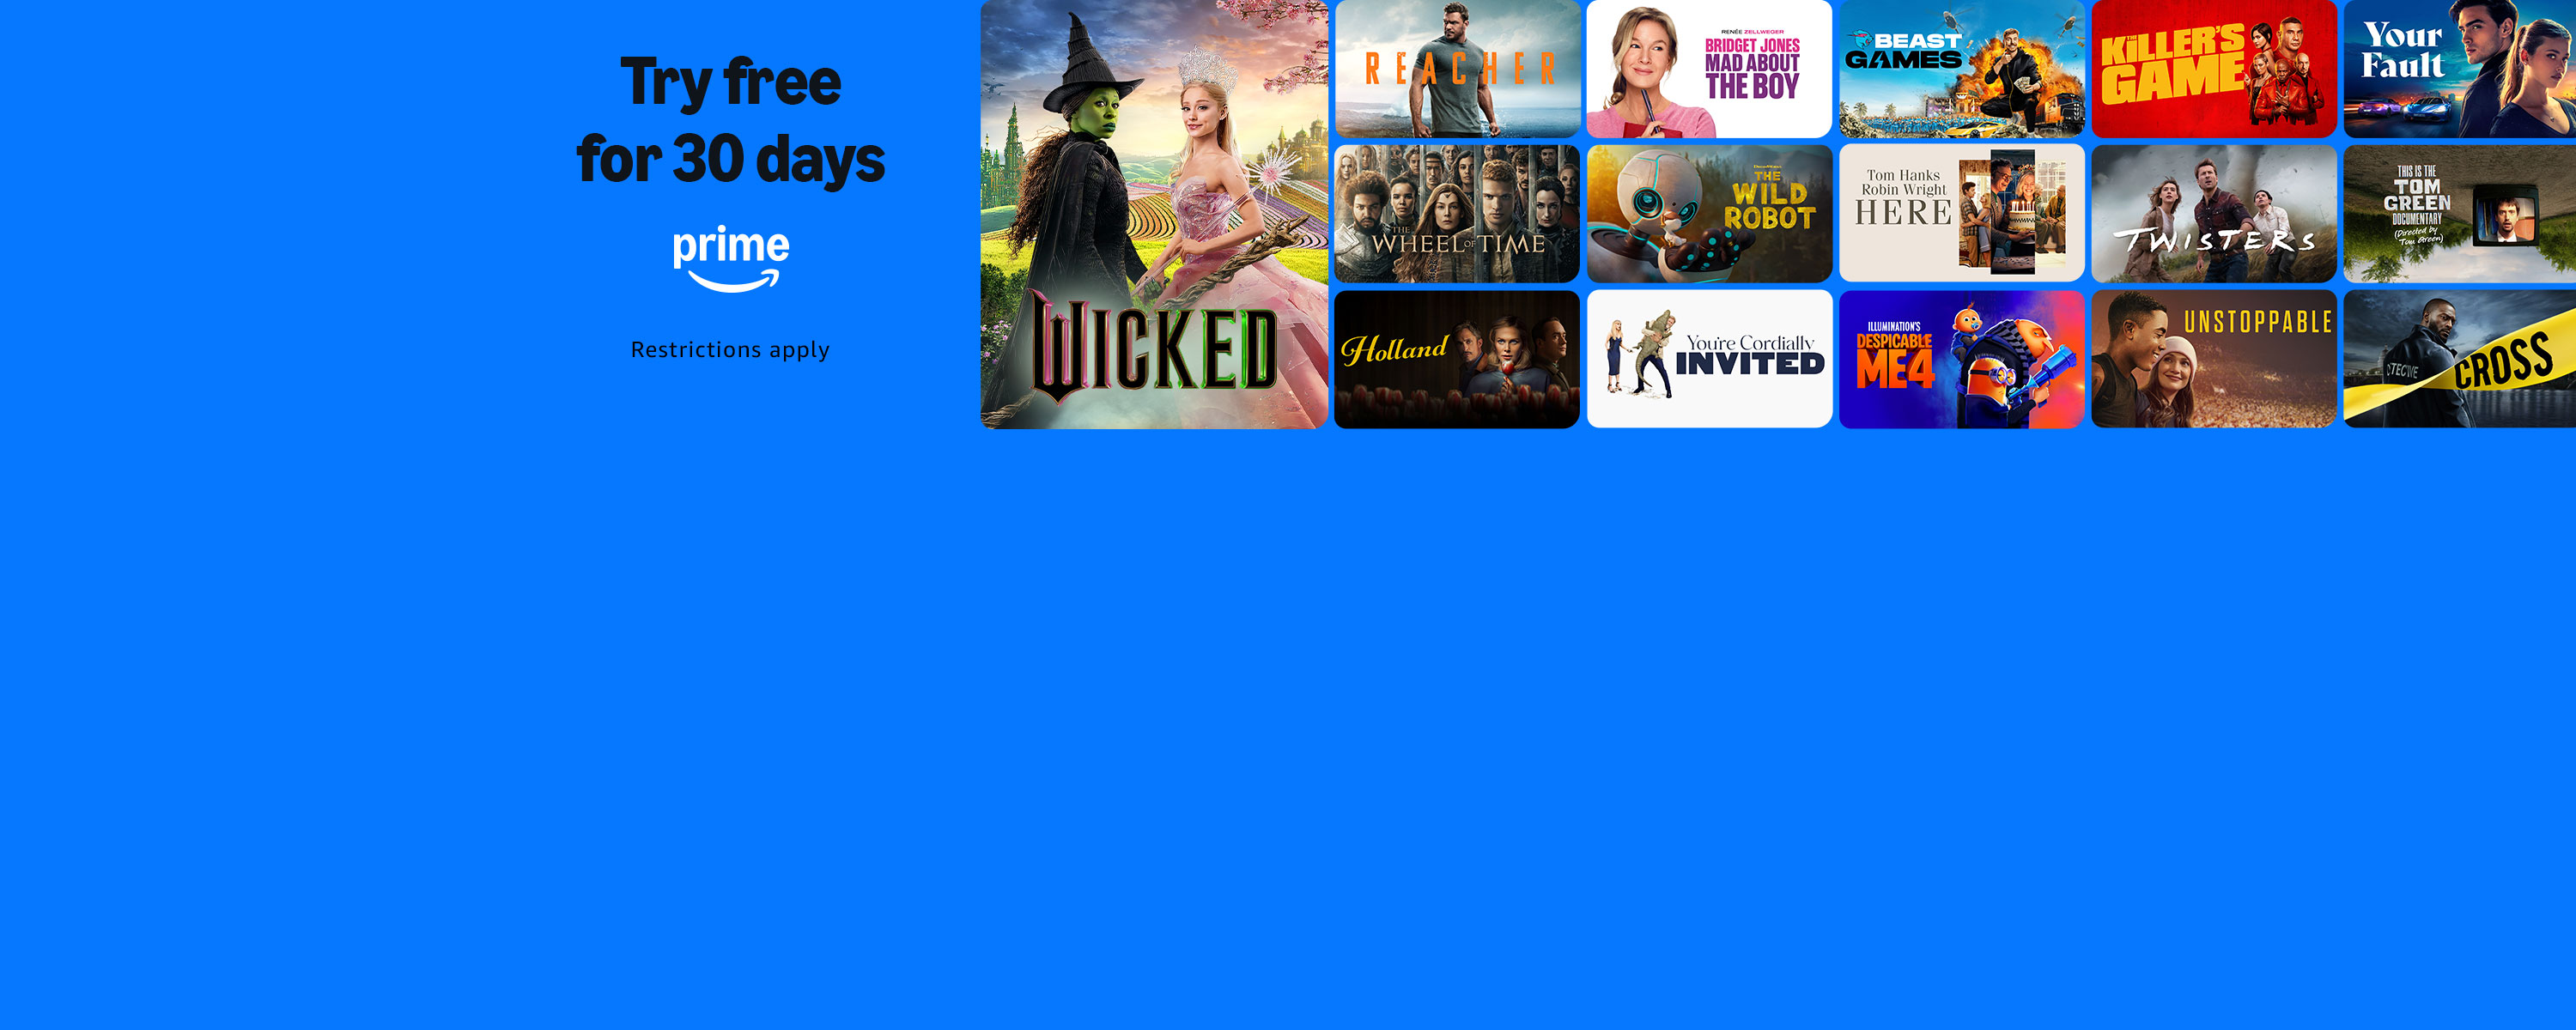 Try free
for 30 days
prime
Restrictions apply
WICKED
REACHER
RENÉE ZELLWEGER
BRIDGET JONES
MAD ABOUT
THE BOY
BEAST
GAMES
THE
KILLER'S
GAME
Your
Fault
THE
WHEEL OF TIME
THE
WILD
ROBOT
Tom Hanks
Robin Wright
HERE
TWISTERS
THIS IS THE
TOM
GREEN
DOCUMENTARY
(Directed by
Tom Green)
Holland
You're Cordially
INVITED
ILLUMINATION'S
DESPICABLE
ME 4
UNSTOPPABLE
CROSS